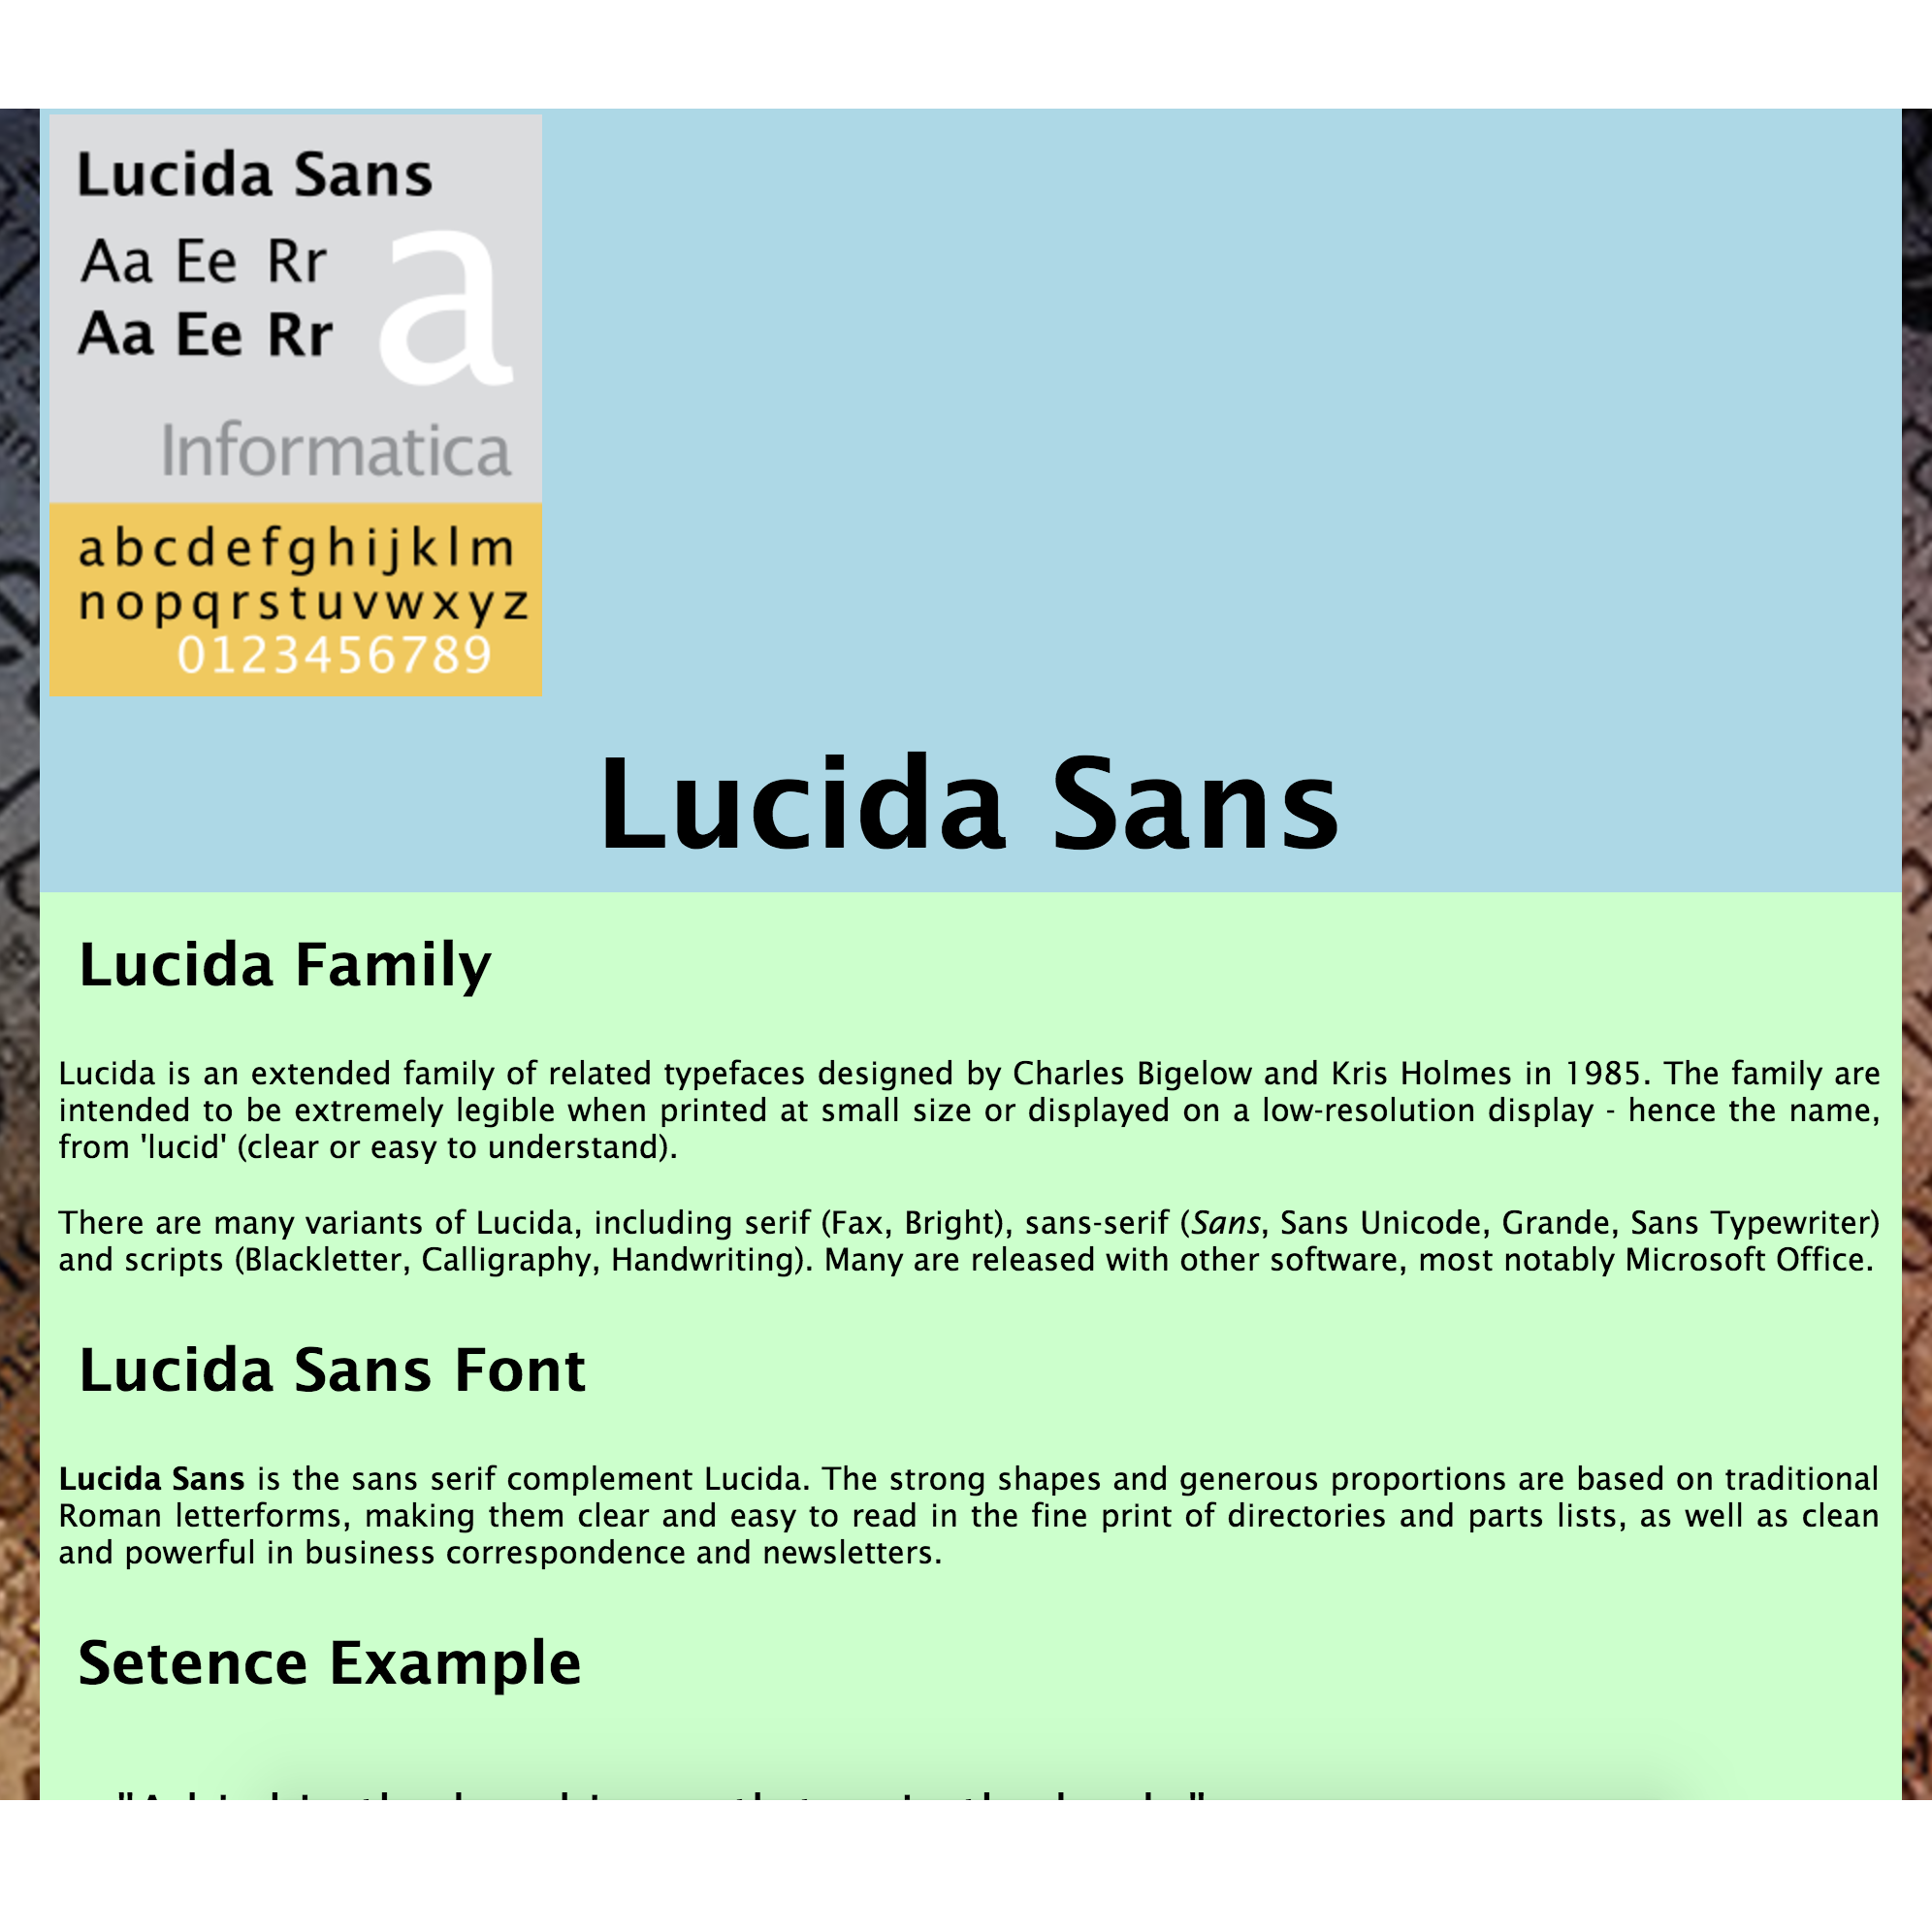 Lucida Sans
Aa Ee Rr
Aa Ee Rr
a
Informatica
abcdefghijklm
nopqrstuvwxyz
0123456789
Lucida Sans
Lucida Family
Lucida is an extended family of related typefaces designed by Charles Bigelow and Kris Holmes in 1985. The family are
intended to be extremely legible when printed at small size or displayed on a low-resolution display - hence the name,
from 'lucid' (clear or easy to understand).
There are many variants of Lucida, including serif (Fax, Bright), sans-serif (Sans, Sans Unicode, Grande, Sans Typewriter)
and scripts (Blackletter, Calligraphy, Handwriting). Many are released with other software, most notably Microsoft Office.
Lucida Sans Font
Lucida Sans is the sans serif complement Lucida. The strong shapes and generous proportions are based on traditional
Roman letterforms, making them clear and easy to read in the fine print of directories and parts lists, as well as clean
and powerful in business correspondence and newsletters.
Setence Example